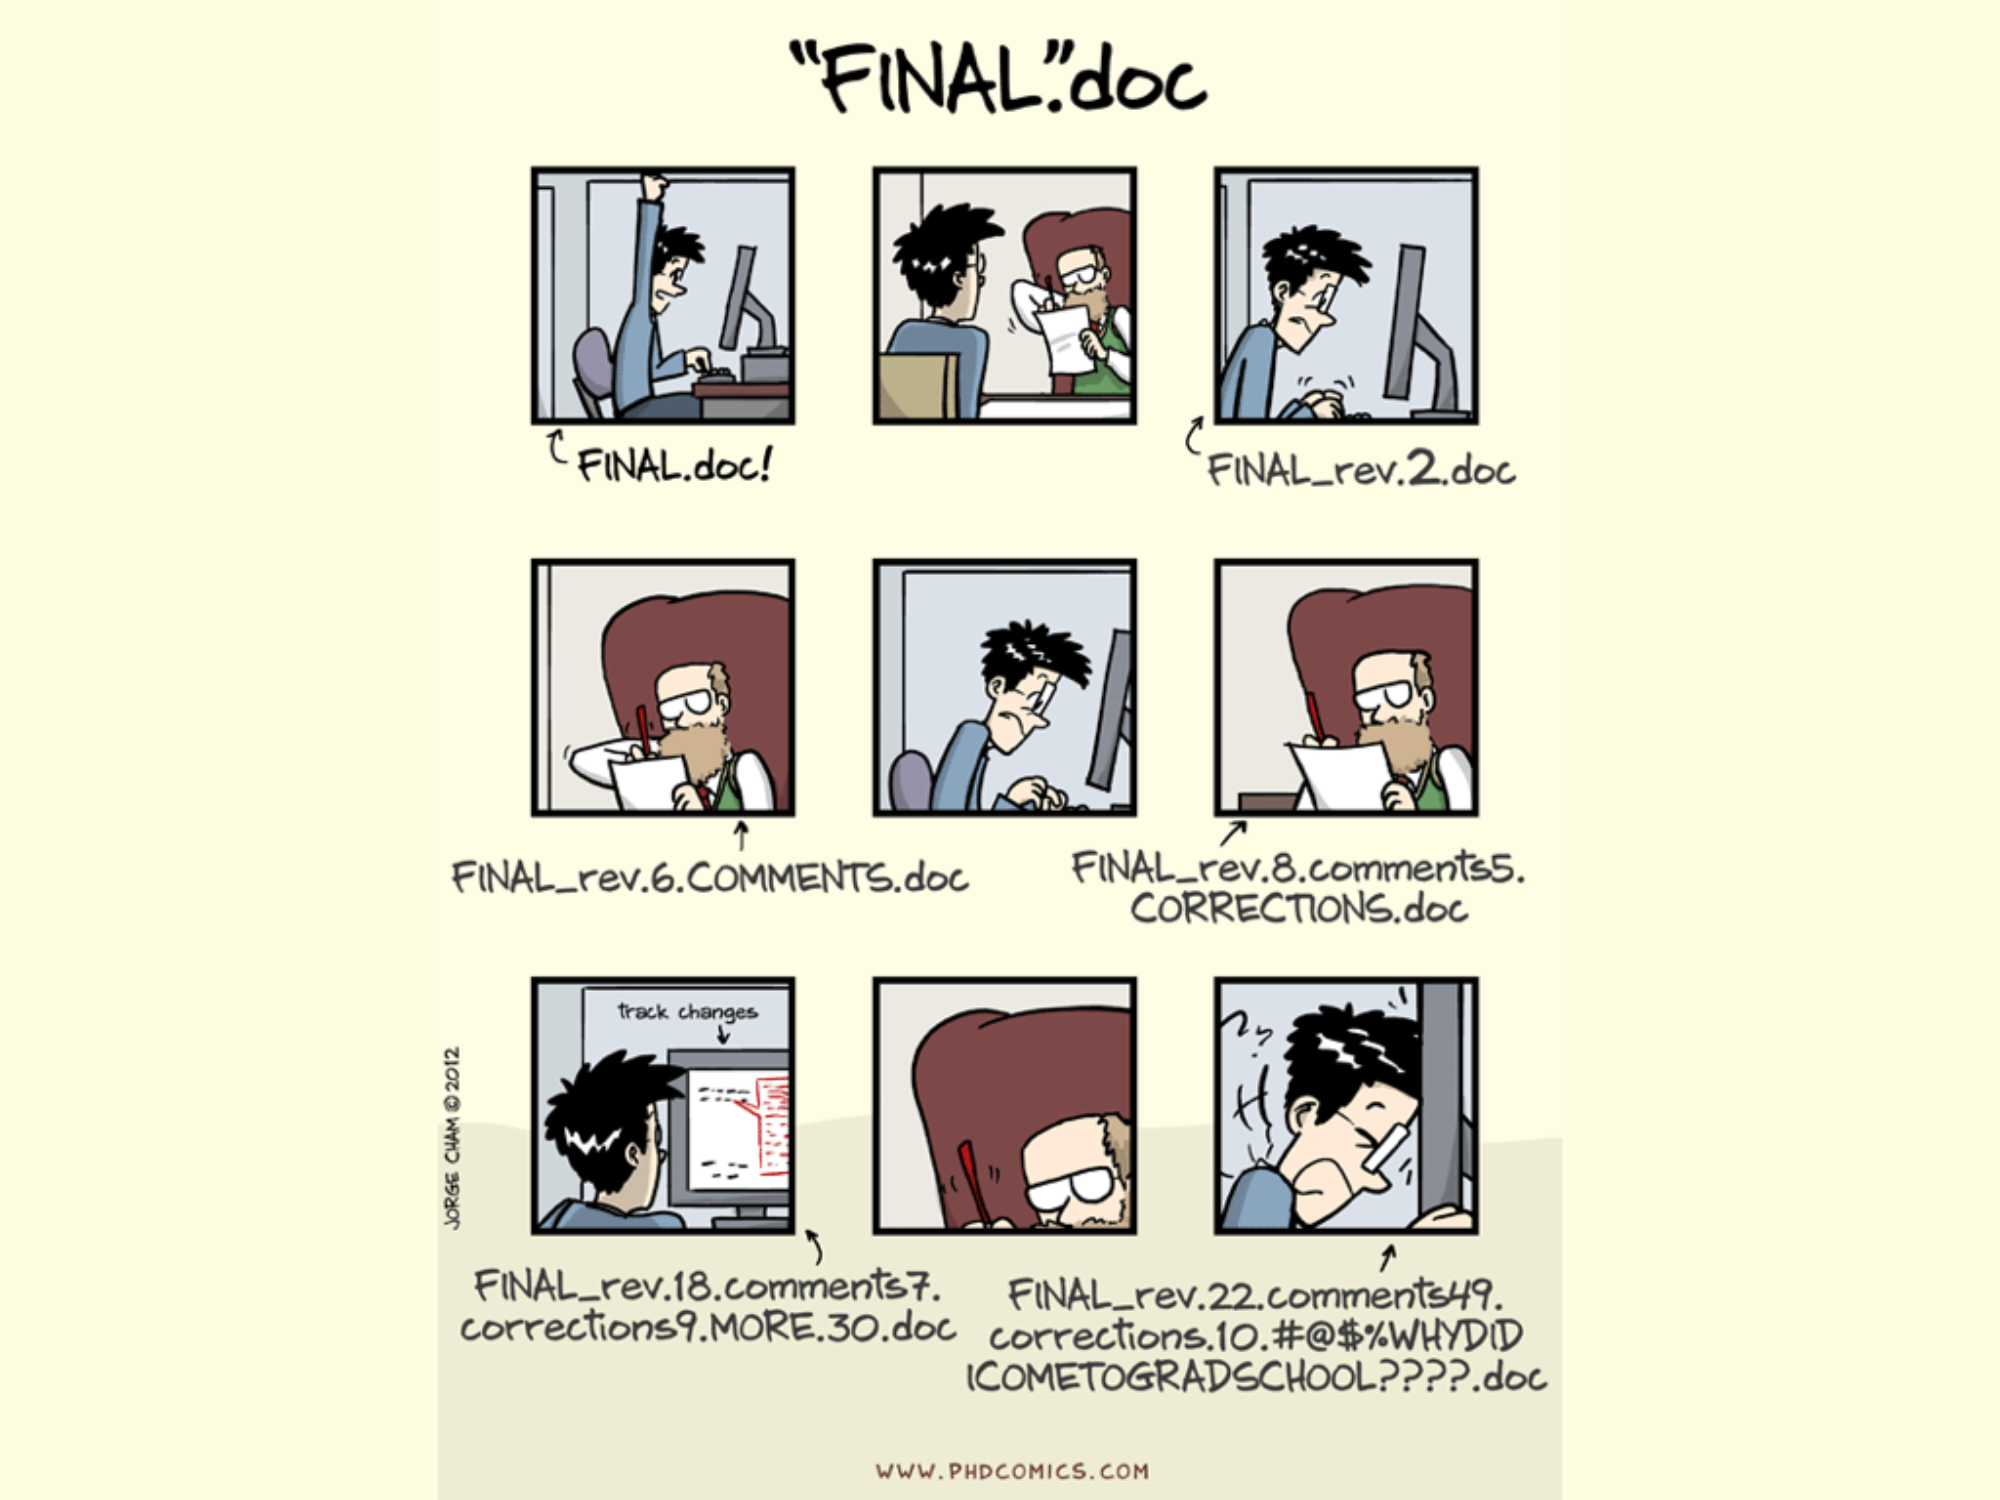 “FINAL”.doc
FINAL.doc!
FINAL_rev.2.doc
FINAL_rev.6.COMMENTS.doc
FINAL_rev.8.comments5.
CORRECTIONS.doc
track changes
FINAL_rev.18.comments7.
corrections9.MORE.30.doc
FINAL_rev.22.comments49.
corrections.10.#@$%WHYDID
ICOMETOGRADSCHOOL????.doc
JORGE CHAM © 2012
WWW.PHDCOMICS.COM